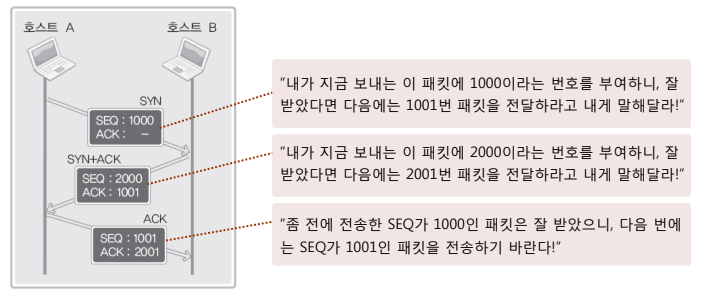 호스트 A
호스트 B
SYN
SEQ : 1000
ACK : –
SYN+ACK
SEQ : 2000
ACK : 1001
ACK
SEQ : 1001
ACK : 2001
“내가 지금 보내는 이 패킷에 1000이라는 번호를 부여하니, 잘
받았다면 다음에는 1001번 패킷을 전달하라고 내게 말해달라!”
“내가 지금 보내는 이 패킷에 2000이라는 번호를 부여하니, 잘
받았다면 다음에는 2001번 패킷을 전달하라고 내게 말해달라!”
“좀 전에 전송한 SEQ가 1000인 패킷은 잘 받았으니, 다음 번에
는 SEQ가 1001인 패킷을 전송하기 바란다!”